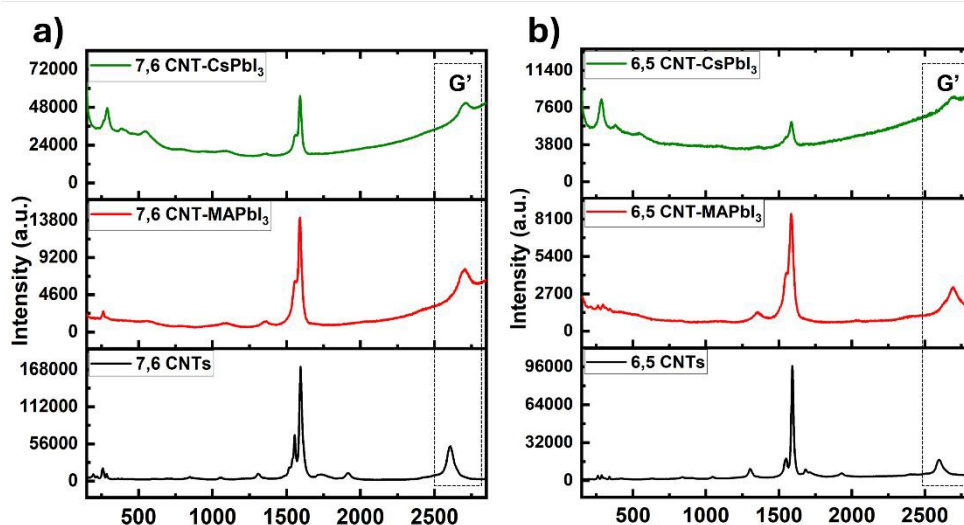 a)
7,6 CNT-CsPbI₃
G'
72000
48000
24000
0
7,6 CNT-MAPbI₃
13800
9200
4600
0
7,6 CNTs
168000
112000
56000
0
Intensity (a.u.)
500 1000 1500 2000 2500
b)
6,5 CNT-CsPbI₃
G'
11400
7600
3800
0
6,5 CNT-MAPbI₃
8100
5400
2700
0
6,5 CNTs
96000
64000
32000
0
Intensity (a.u.)
500 1000 1500 2000 2500